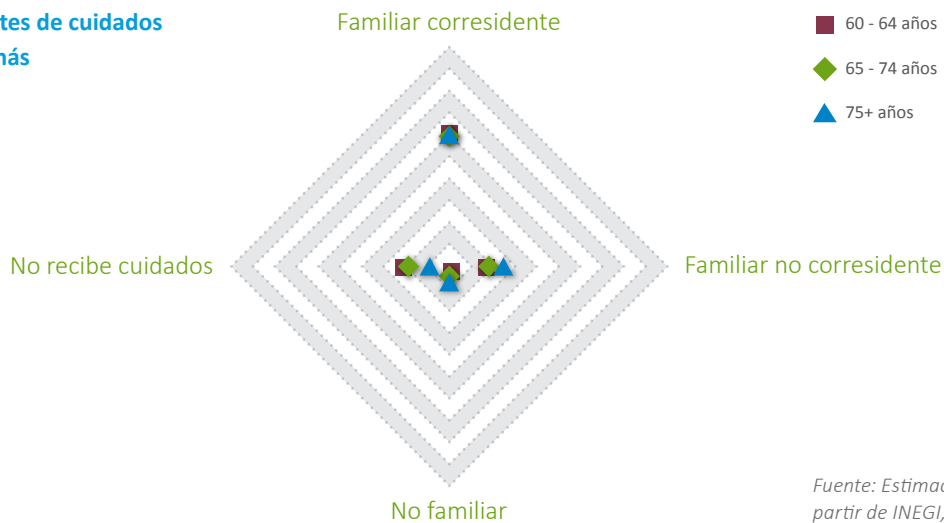 tes de cuidados
más
Familiar corresidente
60 - 64 años
65 - 74 años
75+ años
No recibe cuidados
Familiar no corresidente
No familiar
Fuente: Estimac
partir de INEGI,